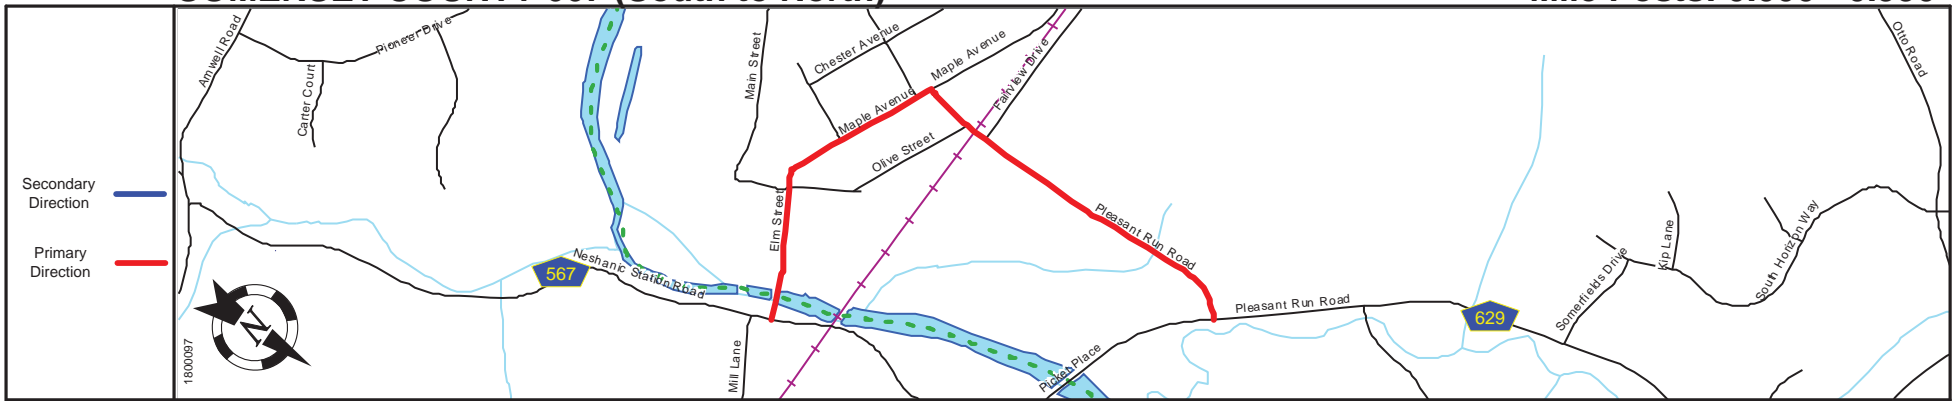 Secondary
Direction
Primary
Direction
1800097
N
Amwell Road
Carter Court
Pioneer Drive
567
Neshanic Station Road
Main Street
Elm Street
Mill Lane
Chester Avenue
Maple Avenue
Maple Avenue
Olive Street
Fairview Drive
Pleasant Run Road
Picket Place
Pleasant Run Road
629
Somerfields Drive
Kip Lane
South Horizon Way
Otto Road